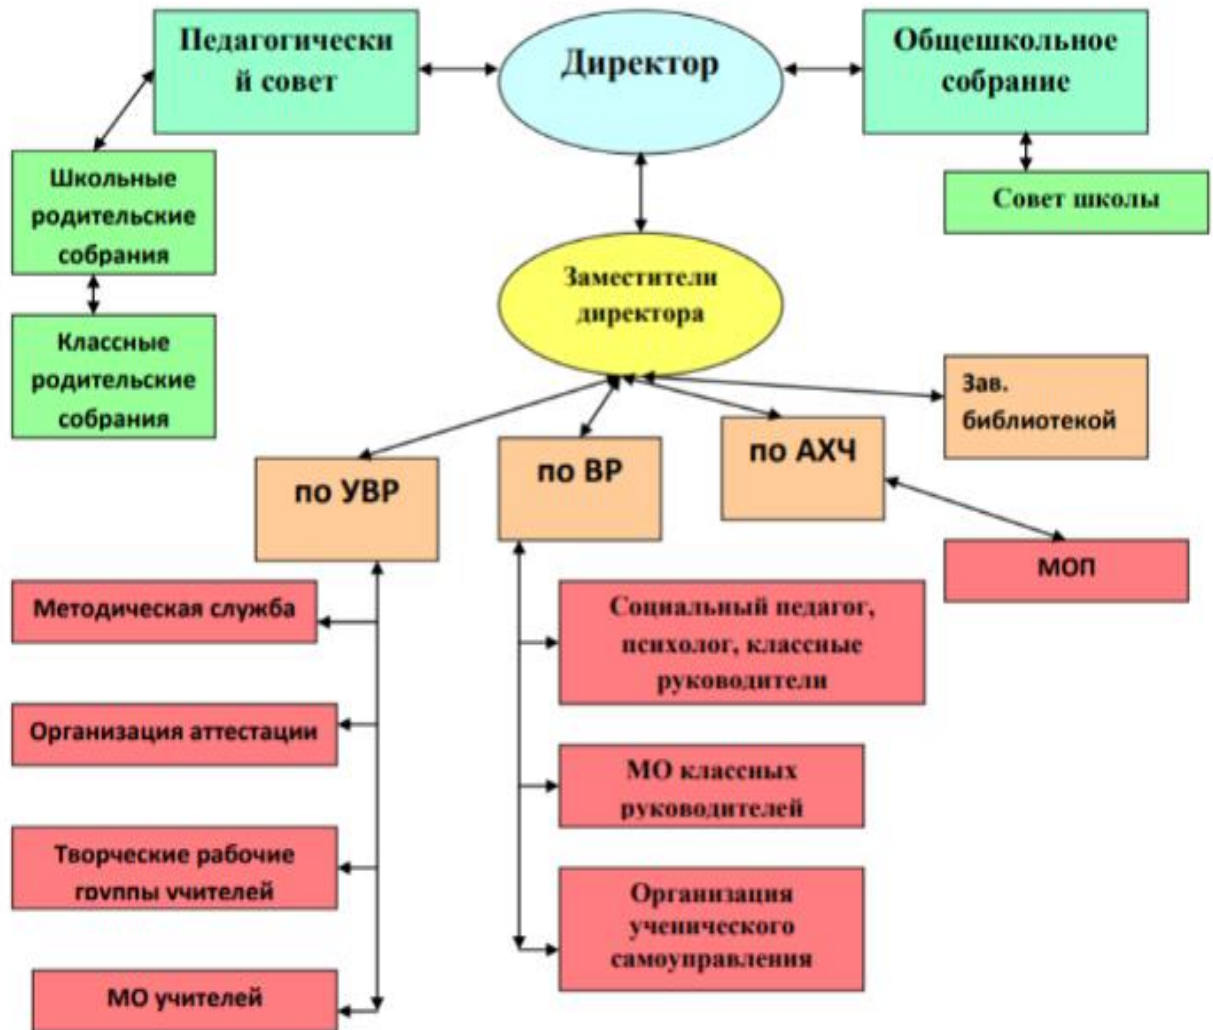 Педагогически
й совет
Директор
Общешкольное
собрание
Школьные
родительские
собрания
Совет школы
Заместители
директора
Классные
родительские
собрания
Зав.
библиотекой
по УВР
по ВР
по АХЧ
МОП
Методическая служба
Организация аттестации
Творческие рабочие
группы учителей
МО учителей
Социальный педагог,
психолог, классные
руководители
МО классных
руководителей
Организация
ученического
самоуправления